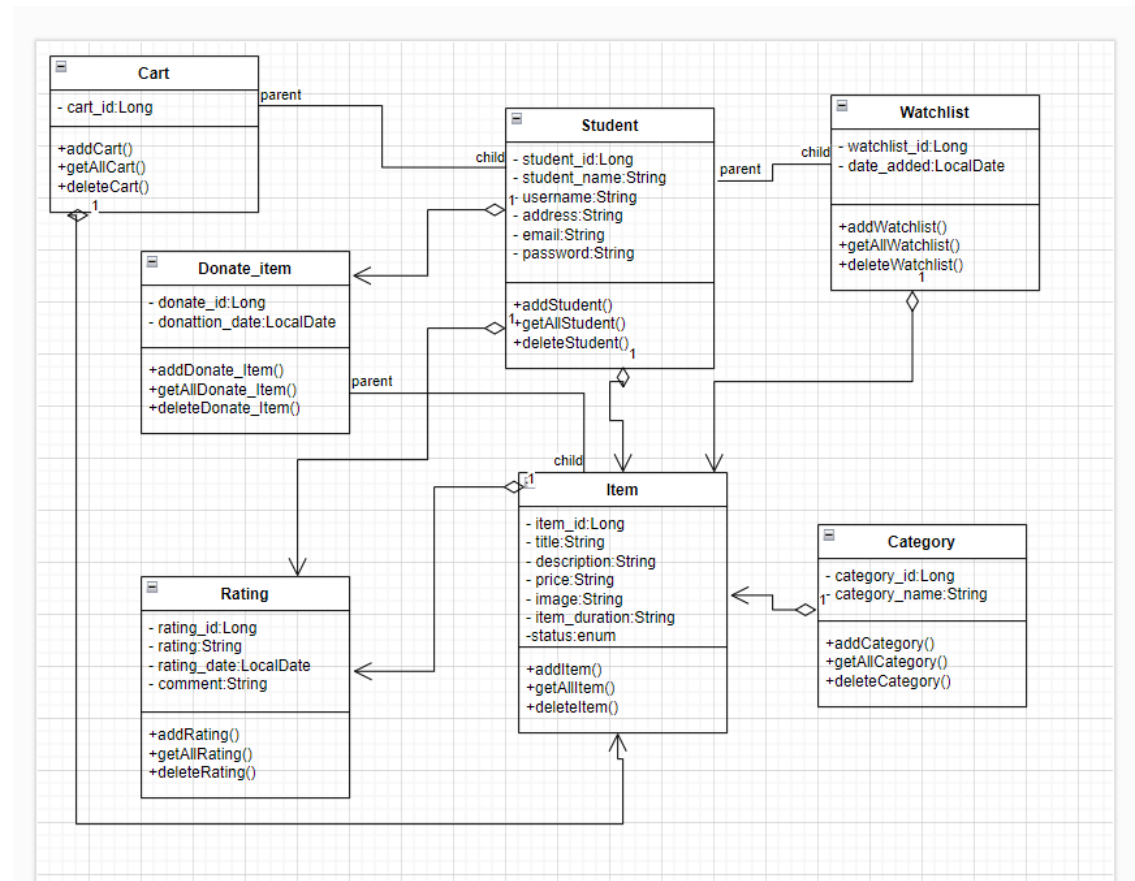 Cart
- cart_id:Long
+addCart()
+getAllCart()
+deleteCart()
1
parent
child
Student
- student_id:Long
- student_name:String
- username:String
- address:String
- email:String
- password:String
+addStudent()
+getAllStudent()
+deleteStudent()
1
1
1
parent
child
Watchlist
- watchlist_id:Long
- date_added:LocalDate
+addWatchlist()
+getAllWatchlist()
+deleteWatchlist()
1
Donate_item
- donate_id:Long
- donattion_date:LocalDate
+addDonate_Item()
+getAllDonate_Item()
+deleteDonate_Item()
parent
child
1
Item
- item_id:Long
- title:String
- description:String
- price:String
- image:String
- item_duration:String
-status:enum
+addItem()
+getAllItem()
+deleteItem()
Category
- category_id:Long
- category_name:String
1
+addCategory()
+getAllCategory()
+deleteCategory()
Rating
- rating_id:Long
- rating:String
- rating_date:LocalDate
- comment:String
+addRating()
+getAllRating()
+deleteRating()